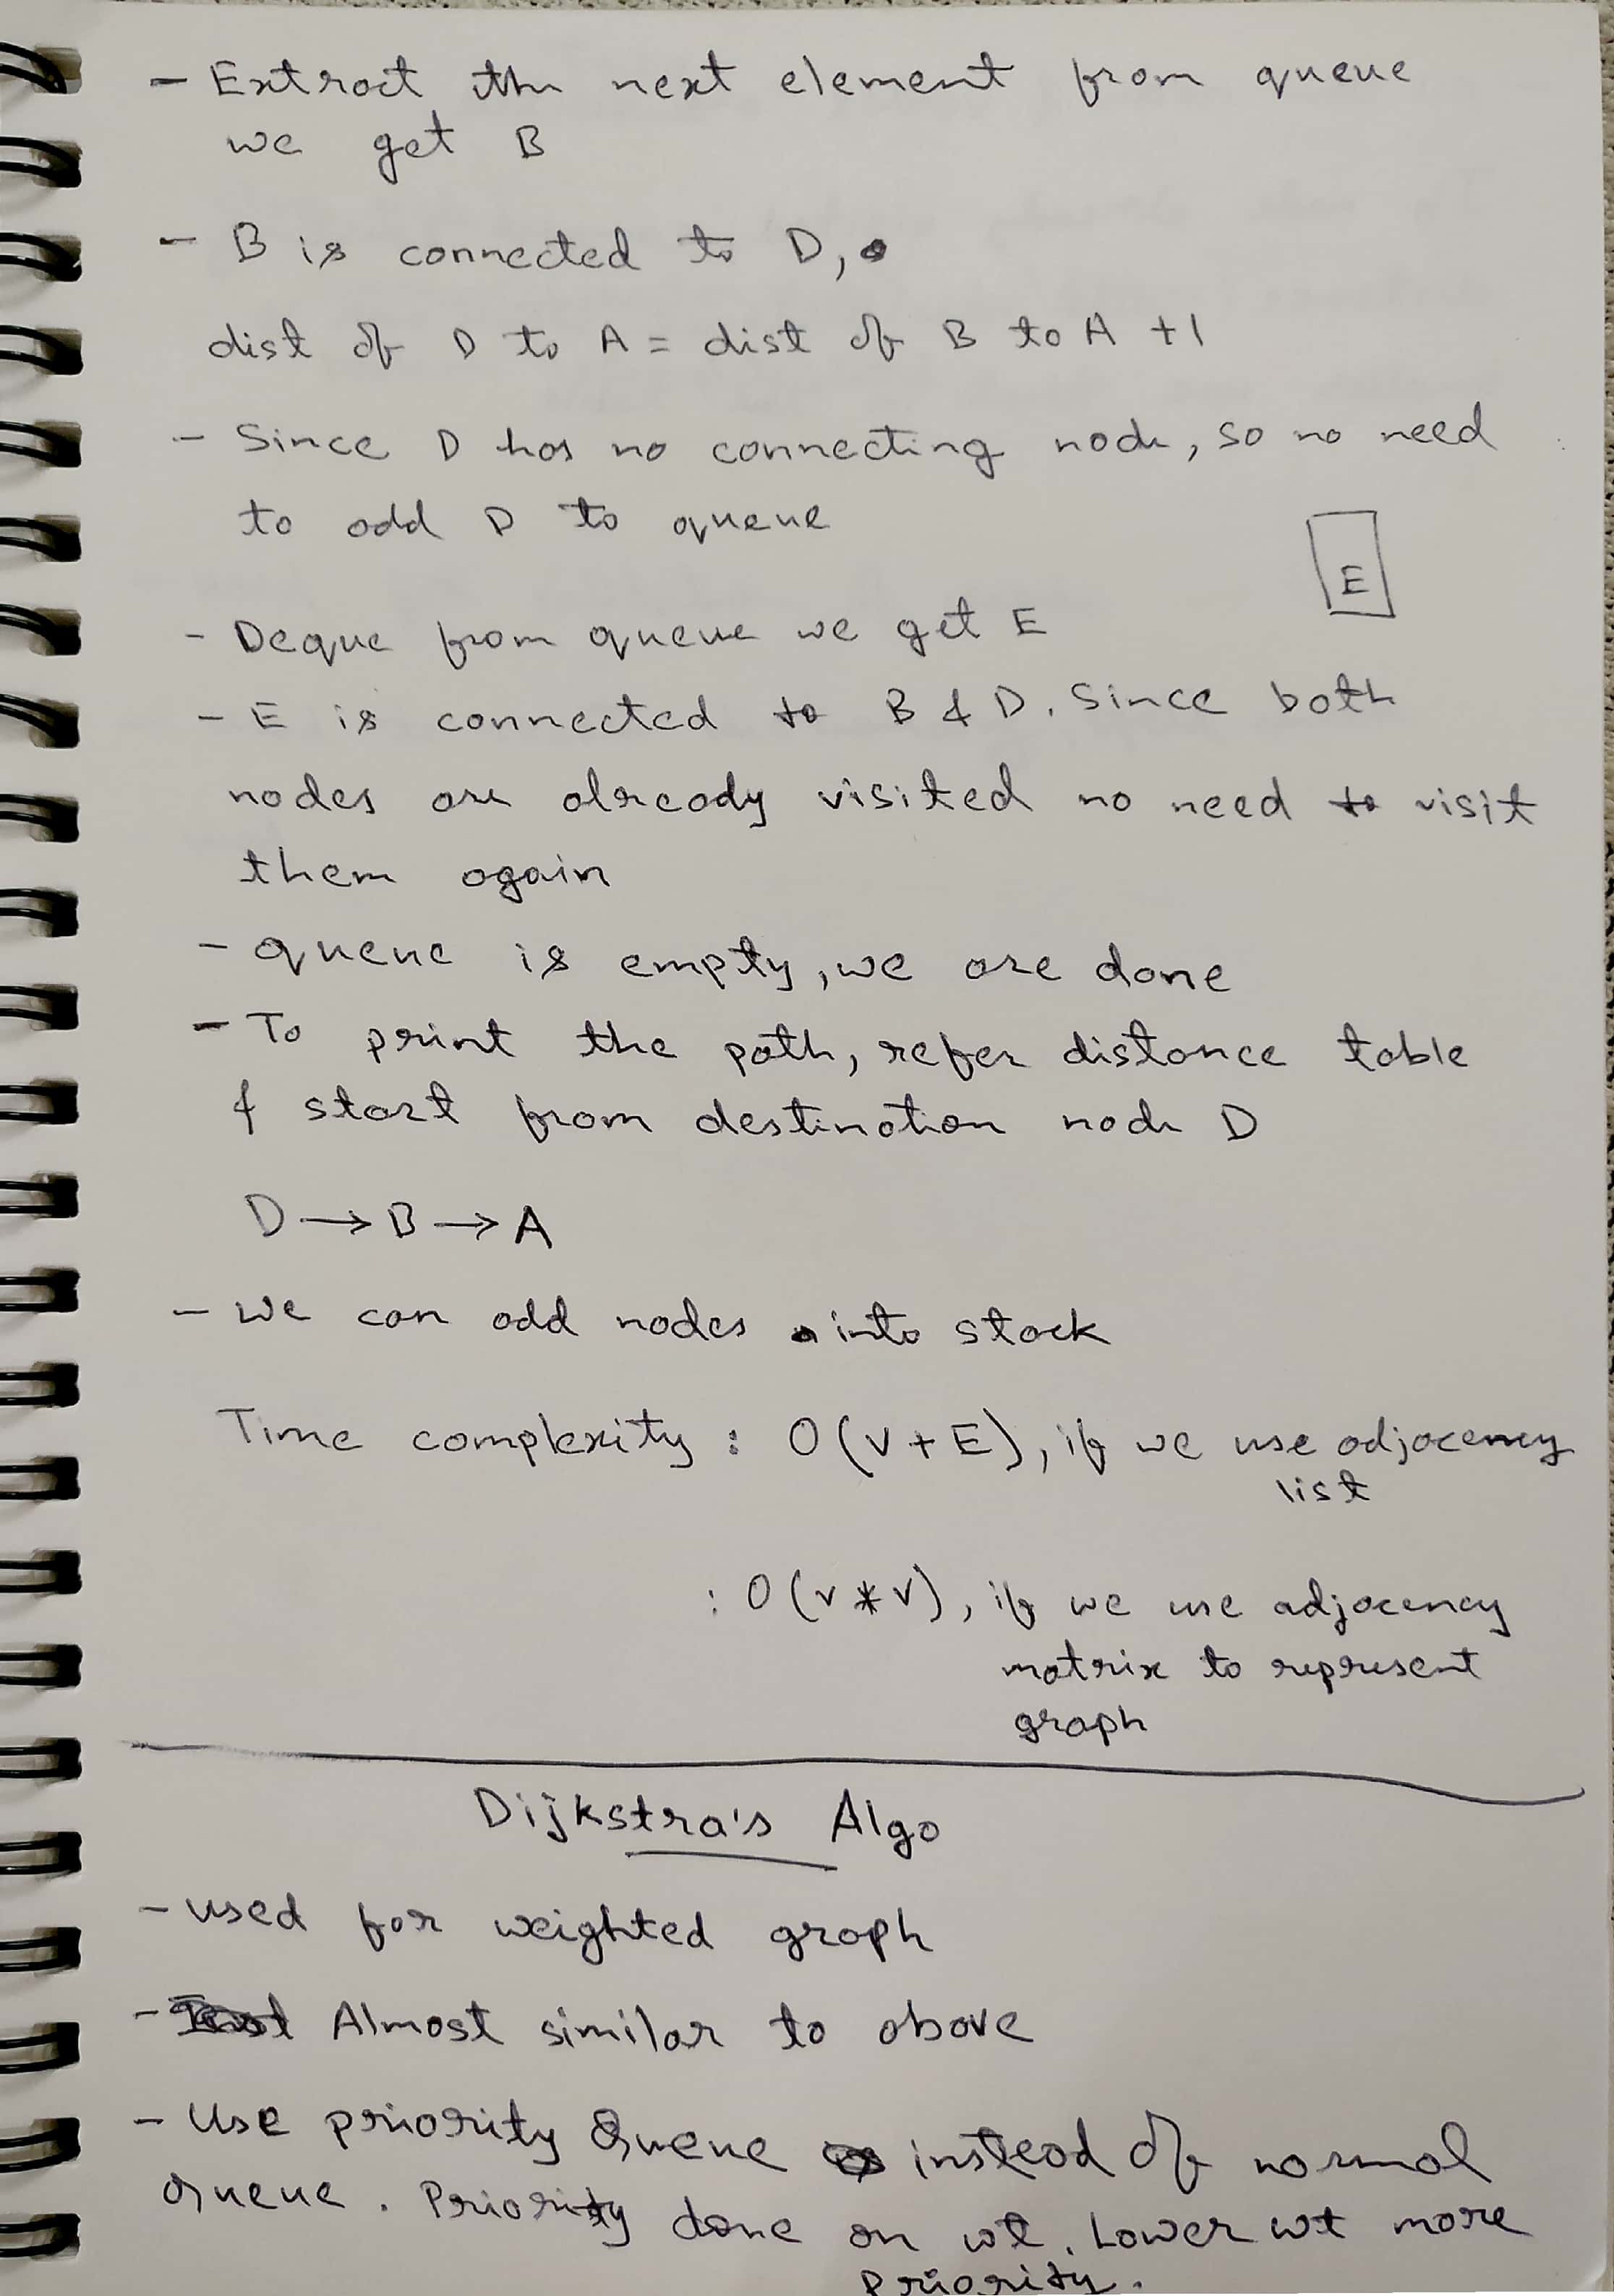 - Extract the next element from queue
we get B
- B is connected to D,
dist of D to A = dist of B to A +1
- Since D has no connecting node, so no need
to add D to queue
E
- Deque from queue we get E
- E is connected to B & D. Since both
nodes are already visited no need to visit
them again
- queue is empty, we are done
- To print the path, refer distance table
& start from destination node D
D → B → A
- we can add nodes into stack
Time complexity : O(V+E), if we use adjacency
list
: O(V*V), if we use adjacency
matrix to represent
graph
Dijkstra's Algo
- used for weighted graph
- Almost similar to above
- Use priority Queue instead of normal
Queue. Priority done on wt. Lower wt more
Priority.